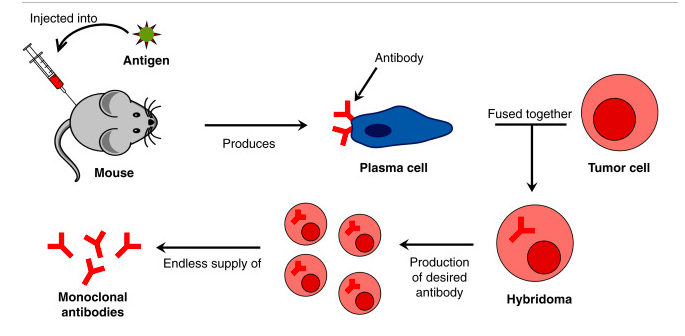 Injected into
Antigen
Mouse
Produces
Antibody
Plasma cell
Fused together
Tumor cell
Hybridoma
Production
of desired
antibody
Endless supply of
Monoclonal
antibodies